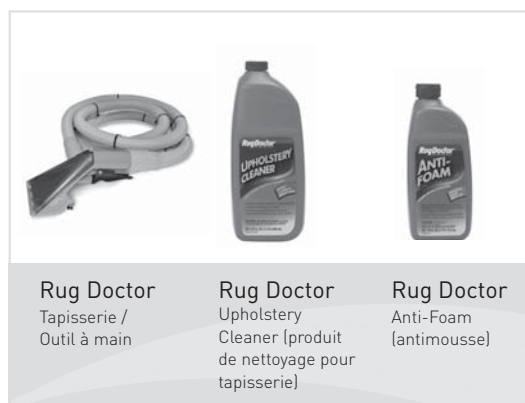 RugDoctor
UPHOLSTERY
CLEANER
RugDoctor
ANTI-
FOAM
Rug Doctor
Tapisserie /
Outil à main
Rug Doctor
Upholstery
Cleaner (produit
de nettoyage pour
tapisserie)
Rug Doctor
Anti-Foam
(antimousse)